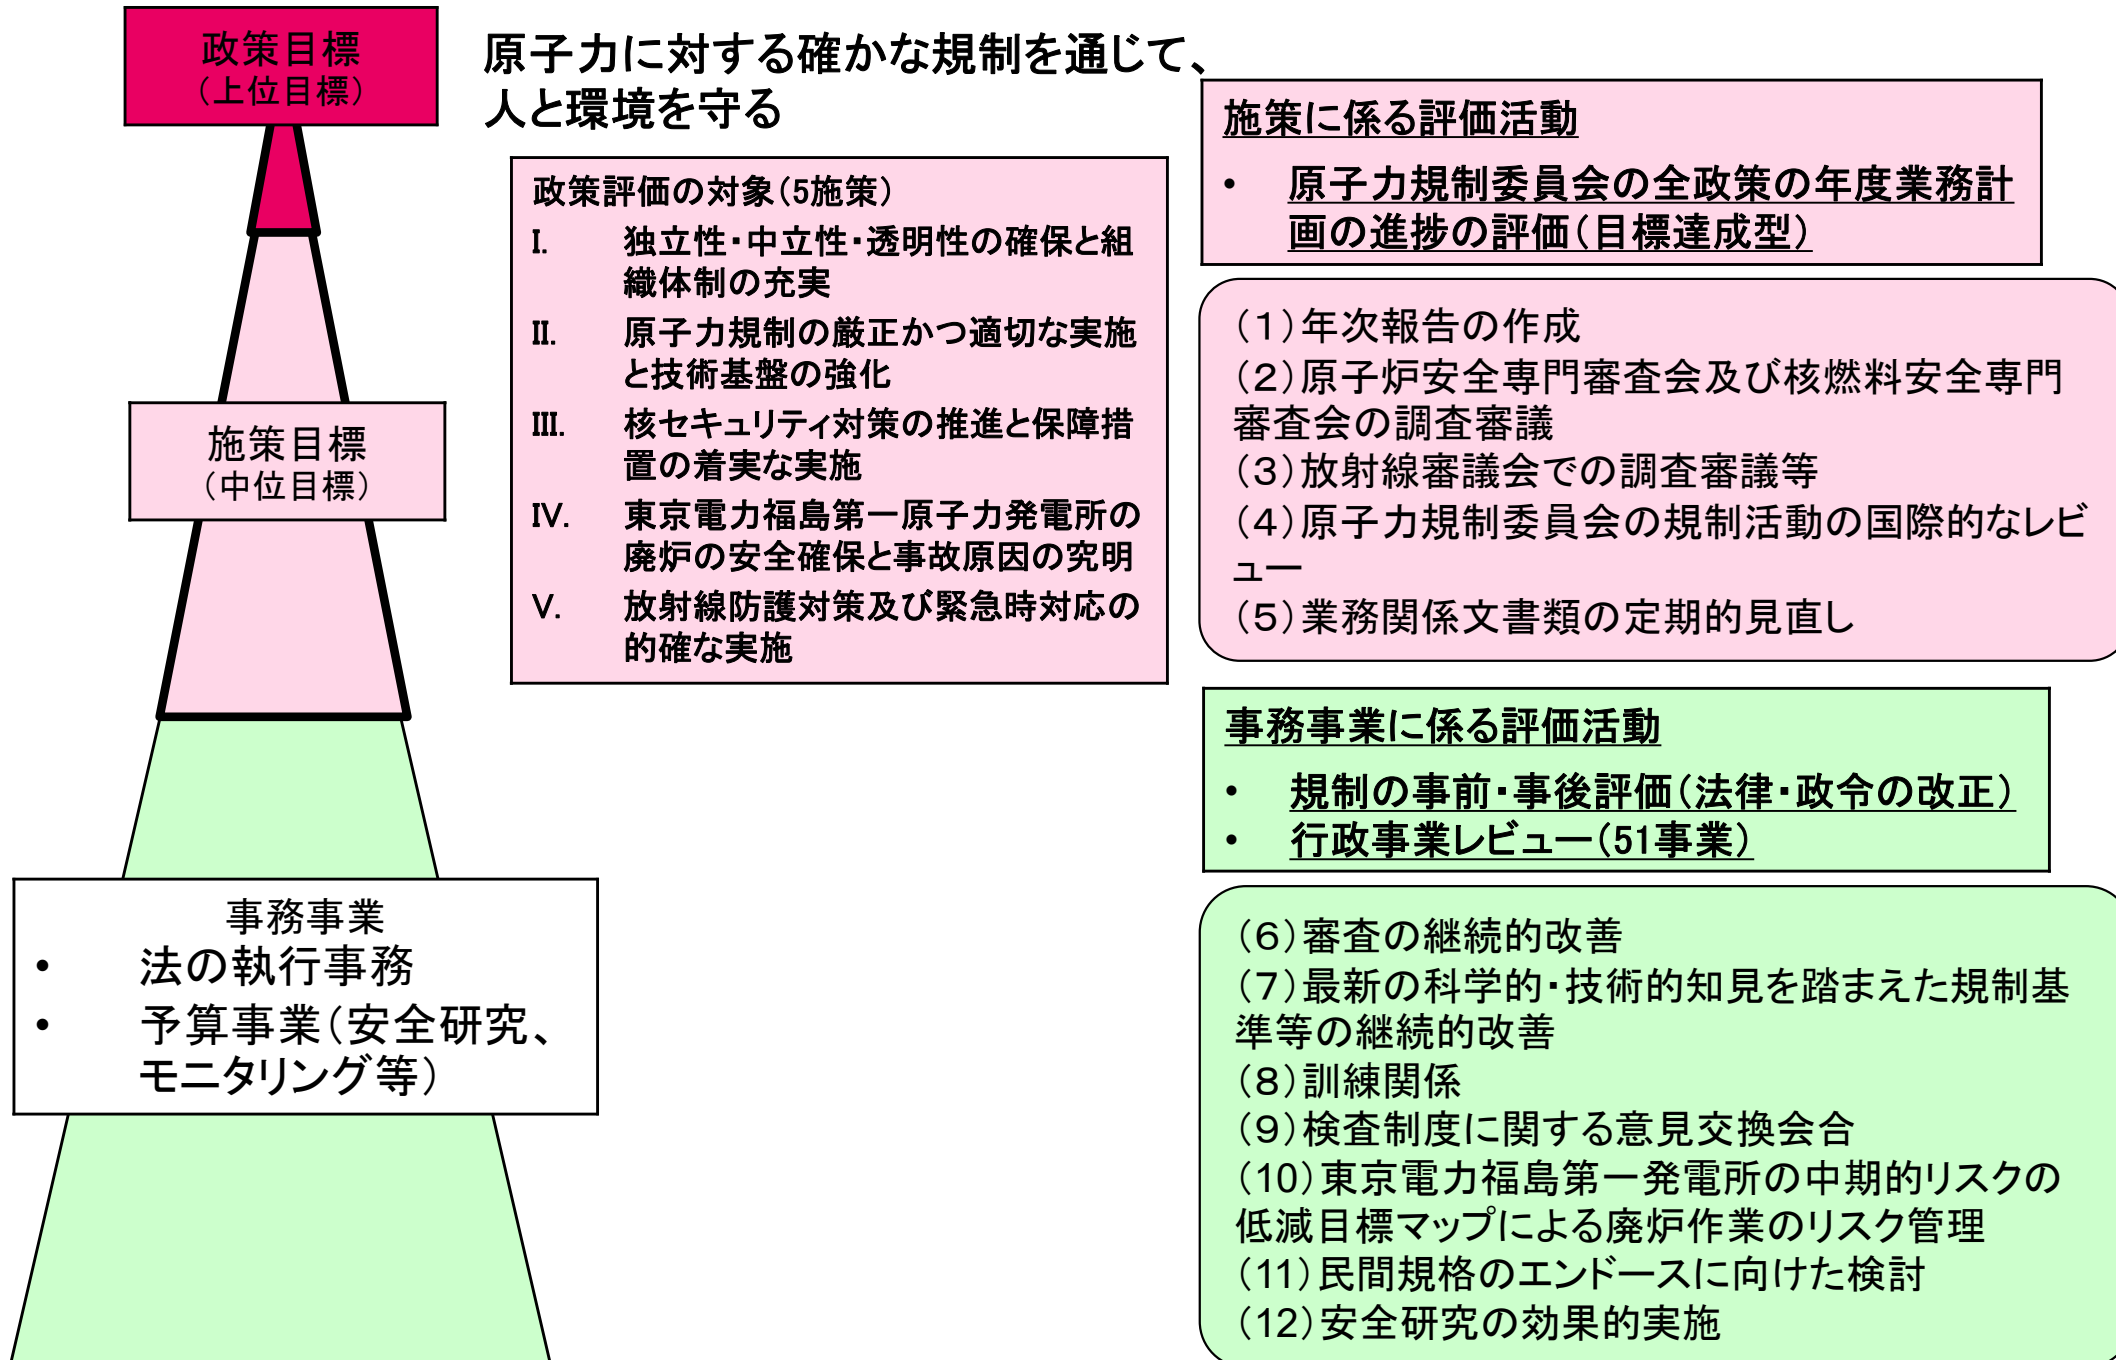 政策目標
（上位目標）
原子力に対する確かな規制を通じて、
人と環境を守る
政策評価の対象（5施策）
I. 独立性・中立性・透明性の確保と組
織体制の充実
II. 原子力規制の厳正かつ適切な実施
と技術基盤の強化
III. 核セキュリティ対策の推進と保障措
置の着実な実施
IV. 東京電力福島第一原子力発電所の
廃炉の安全確保と事故原因の究明
V. 放射線防護対策及び緊急時対応の
的確な実施
施策目標
（中位目標）
事務事業
• 法の執行事務
• 予算事業（安全研究、
モニタリング等）
施策に係る評価活動
• 原子力規制委員会の全政策の年度業務計
画の進捗の評価（目標達成型）
（１）年次報告の作成
（２）原子炉安全専門審査会及び核燃料安全専門
審査会の調査審議
（３）放射線審議会での調査審議等
（４）原子力規制委員会の規制活動の国際的なレビ
ュー
（５）業務関係文書類の定期的見直し
事務事業に係る評価活動
• 規制の事前・事後評価（法律・政令の改正）
• 行政事業レビュー（51事業）
（６）審査の継続的改善
（７）最新の科学的・技術的知見を踏まえた規制基
準等の継続的改善
（８）訓練関係
（９）検査制度に関する意見交換会合
（10）東京電力福島第一発電所の中期的リスクの
低減目標マップによる廃炉作業のリスク管理
（11）民間規格のエンドースに向けた検討
（12）安全研究の効果的実施